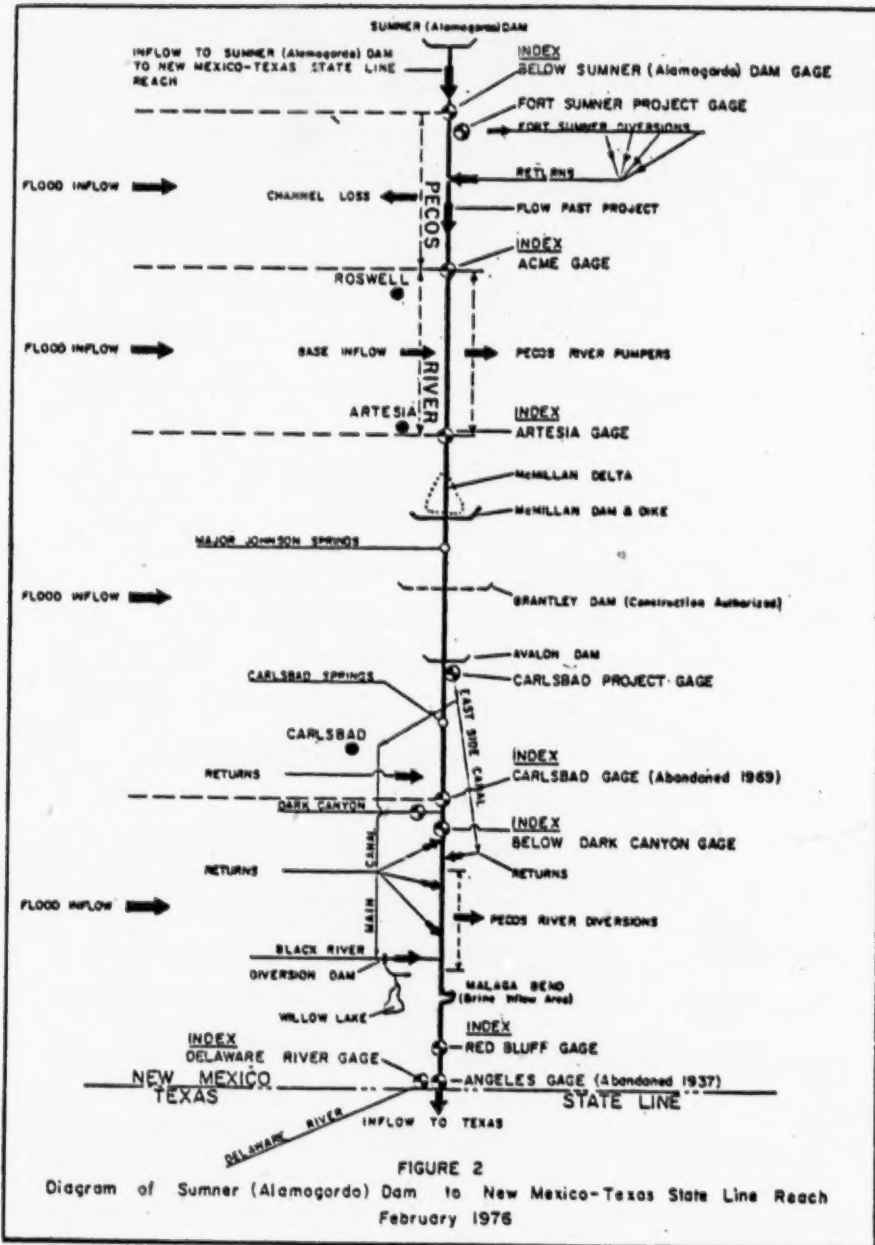 SUMNER (Alamogordo) DAM
INFLOW TO SUMNER (Alamogordo) DAM
TO NEW MEXICO-TEXAS STATE LINE
REACH
INDEX
BELOW SUMNER (Alamogordo) DAM GAGE
FORT SUMNER PROJECT GAGE
FORT SUMNER DIVERSIONS
RETURNS
FLOOD INFLOW
CHANNEL LOSS
PECOS
FLOW PAST PROJECT
INDEX
ACME GAGE
ROSWELL
FLOOD INFLOW
BASE INFLOW
RIVER
PECOS RIVER PUMPERS
ARTESIA
INDEX
ARTESIA GAGE
McMILLAN DELTA
McMILLAN DAM & DIKE
MAJOR JOHNSON SPRINGS
FLOOD INFLOW
BRANTLEY DAM (Construction Authorized)
AVALON DAM
CARLSBAD SPRINGS
CARLSBAD PROJECT GAGE
EAST SIDE CANAL
CARLSBAD
INDEX
RETURNS
CARLSBAD GAGE (Abandoned 1969)
DARK CANYON
INDEX
BELOW DARK CANYON GAGE
MAIN CANAL
RETURNS
RETURNS
FLOOD INFLOW
PECOS RIVER DIVERSIONS
BLACK RIVER
DIVERSION DAM
MALAGA BEND
(Brine Inflow Area)
WILLOW LAKE
INDEX
DELAWARE RIVER GAGE
INDEX
RED BLUFF GAGE
ANGELES GAGE (Abandoned 1937)
NEW MEXICO
TEXAS
STATE LINE
DELAWARE RIVER
INFLOW TO TEXAS
FIGURE 2
Diagram of Sumner (Alamogordo) Dam to New Mexico-Texas State Line Reach
February 1976